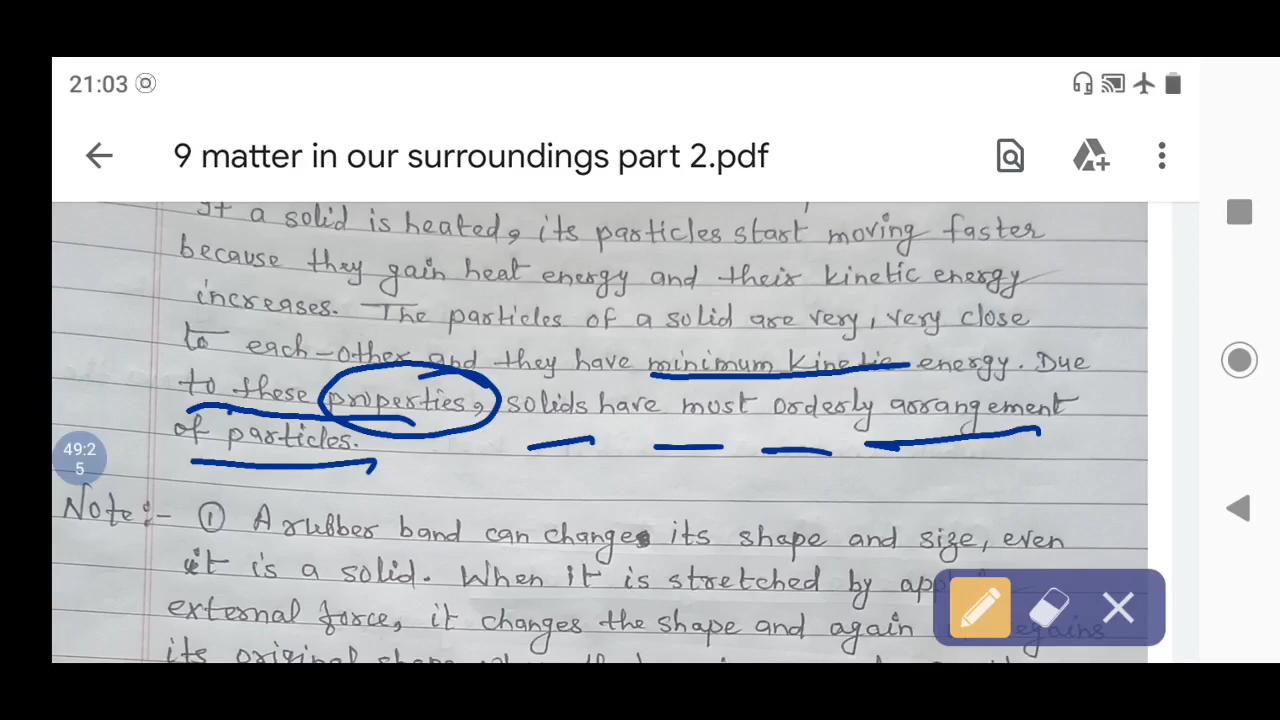 21:03
9 matter in our surroundings part 2.pdf
If a solid is heated, its particles start moving faster
because they gain heat energy and their kinetic energy
increases. The particles of a solid are very, very close
to each-other and they have minimum kinetic energy. Due
to these properties, solids have most orderly arrangement
of particles.
49:2
5
Note:- ① A rubber band can change its shape and size, even
it is a solid. When it is stretched by
external force, it changes the shape and again
its original shape